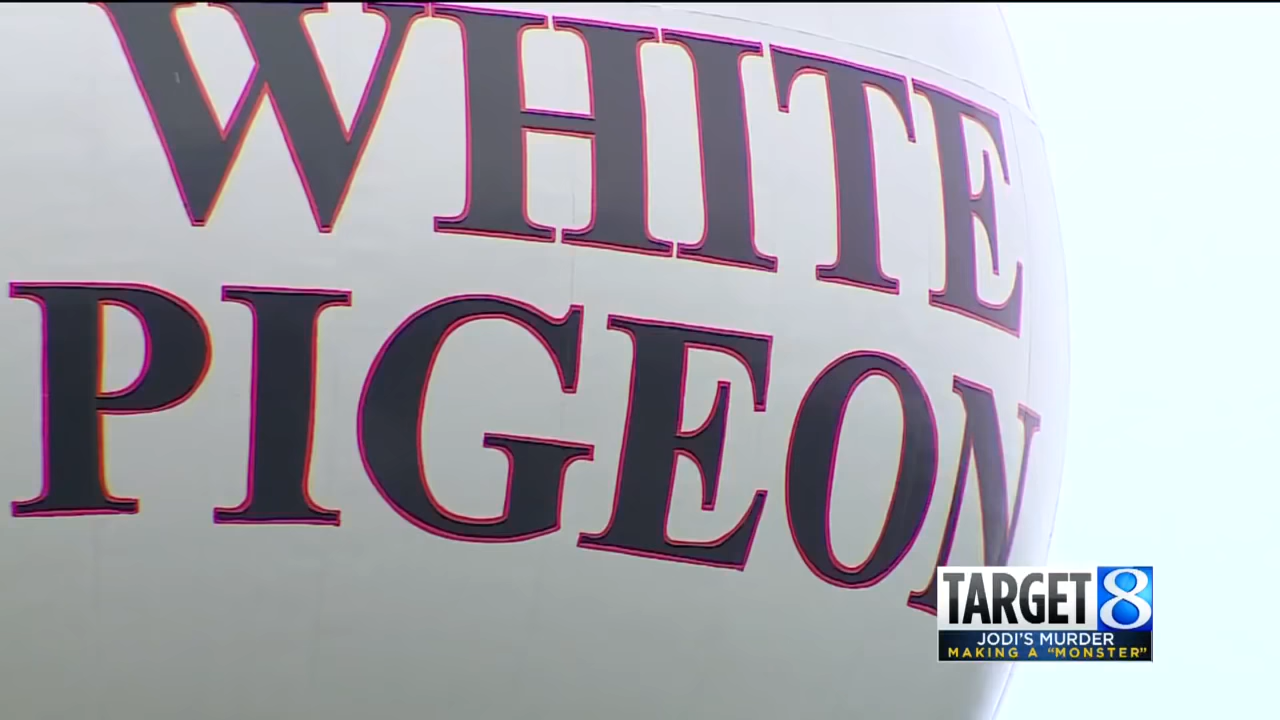 WHITE
PIGEON
TARGET 8
JODI'S MURDER
MAKING A "MONSTER"